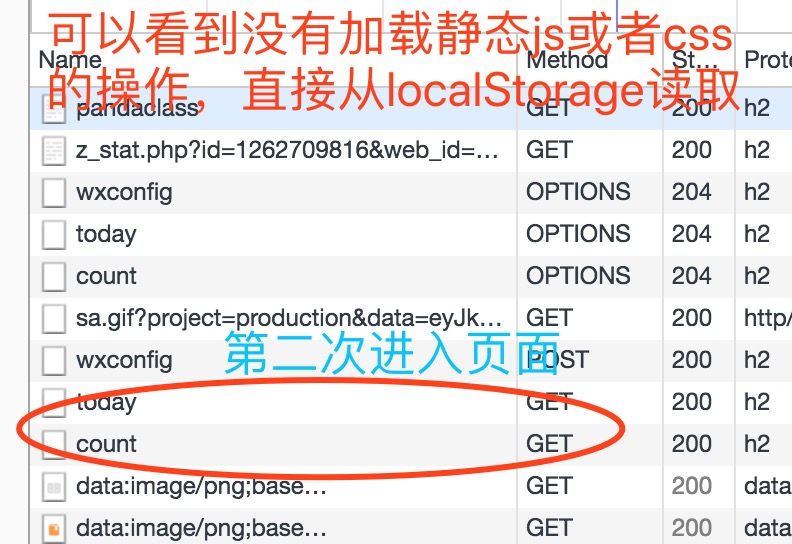 可以看到没有加载静态js或者css
的操作，直接从localStorage读取
Name Method St... Prot
pandaclass GET 200 h2
z_stat.php?id=1262709816&web_id=... GET 200 h2
wxconfig OPTIONS 204 h2
today OPTIONS 204 h2
count OPTIONS 204 h2
sa.gif?project=production&data=eyJk... GET 200 http/
第二次进入页面
wxconfig POST 200 h2
today GET 200 h2
count GET 200 h2
data:image/png;base... GET 200 data
data:image/png;base... GET 200 data